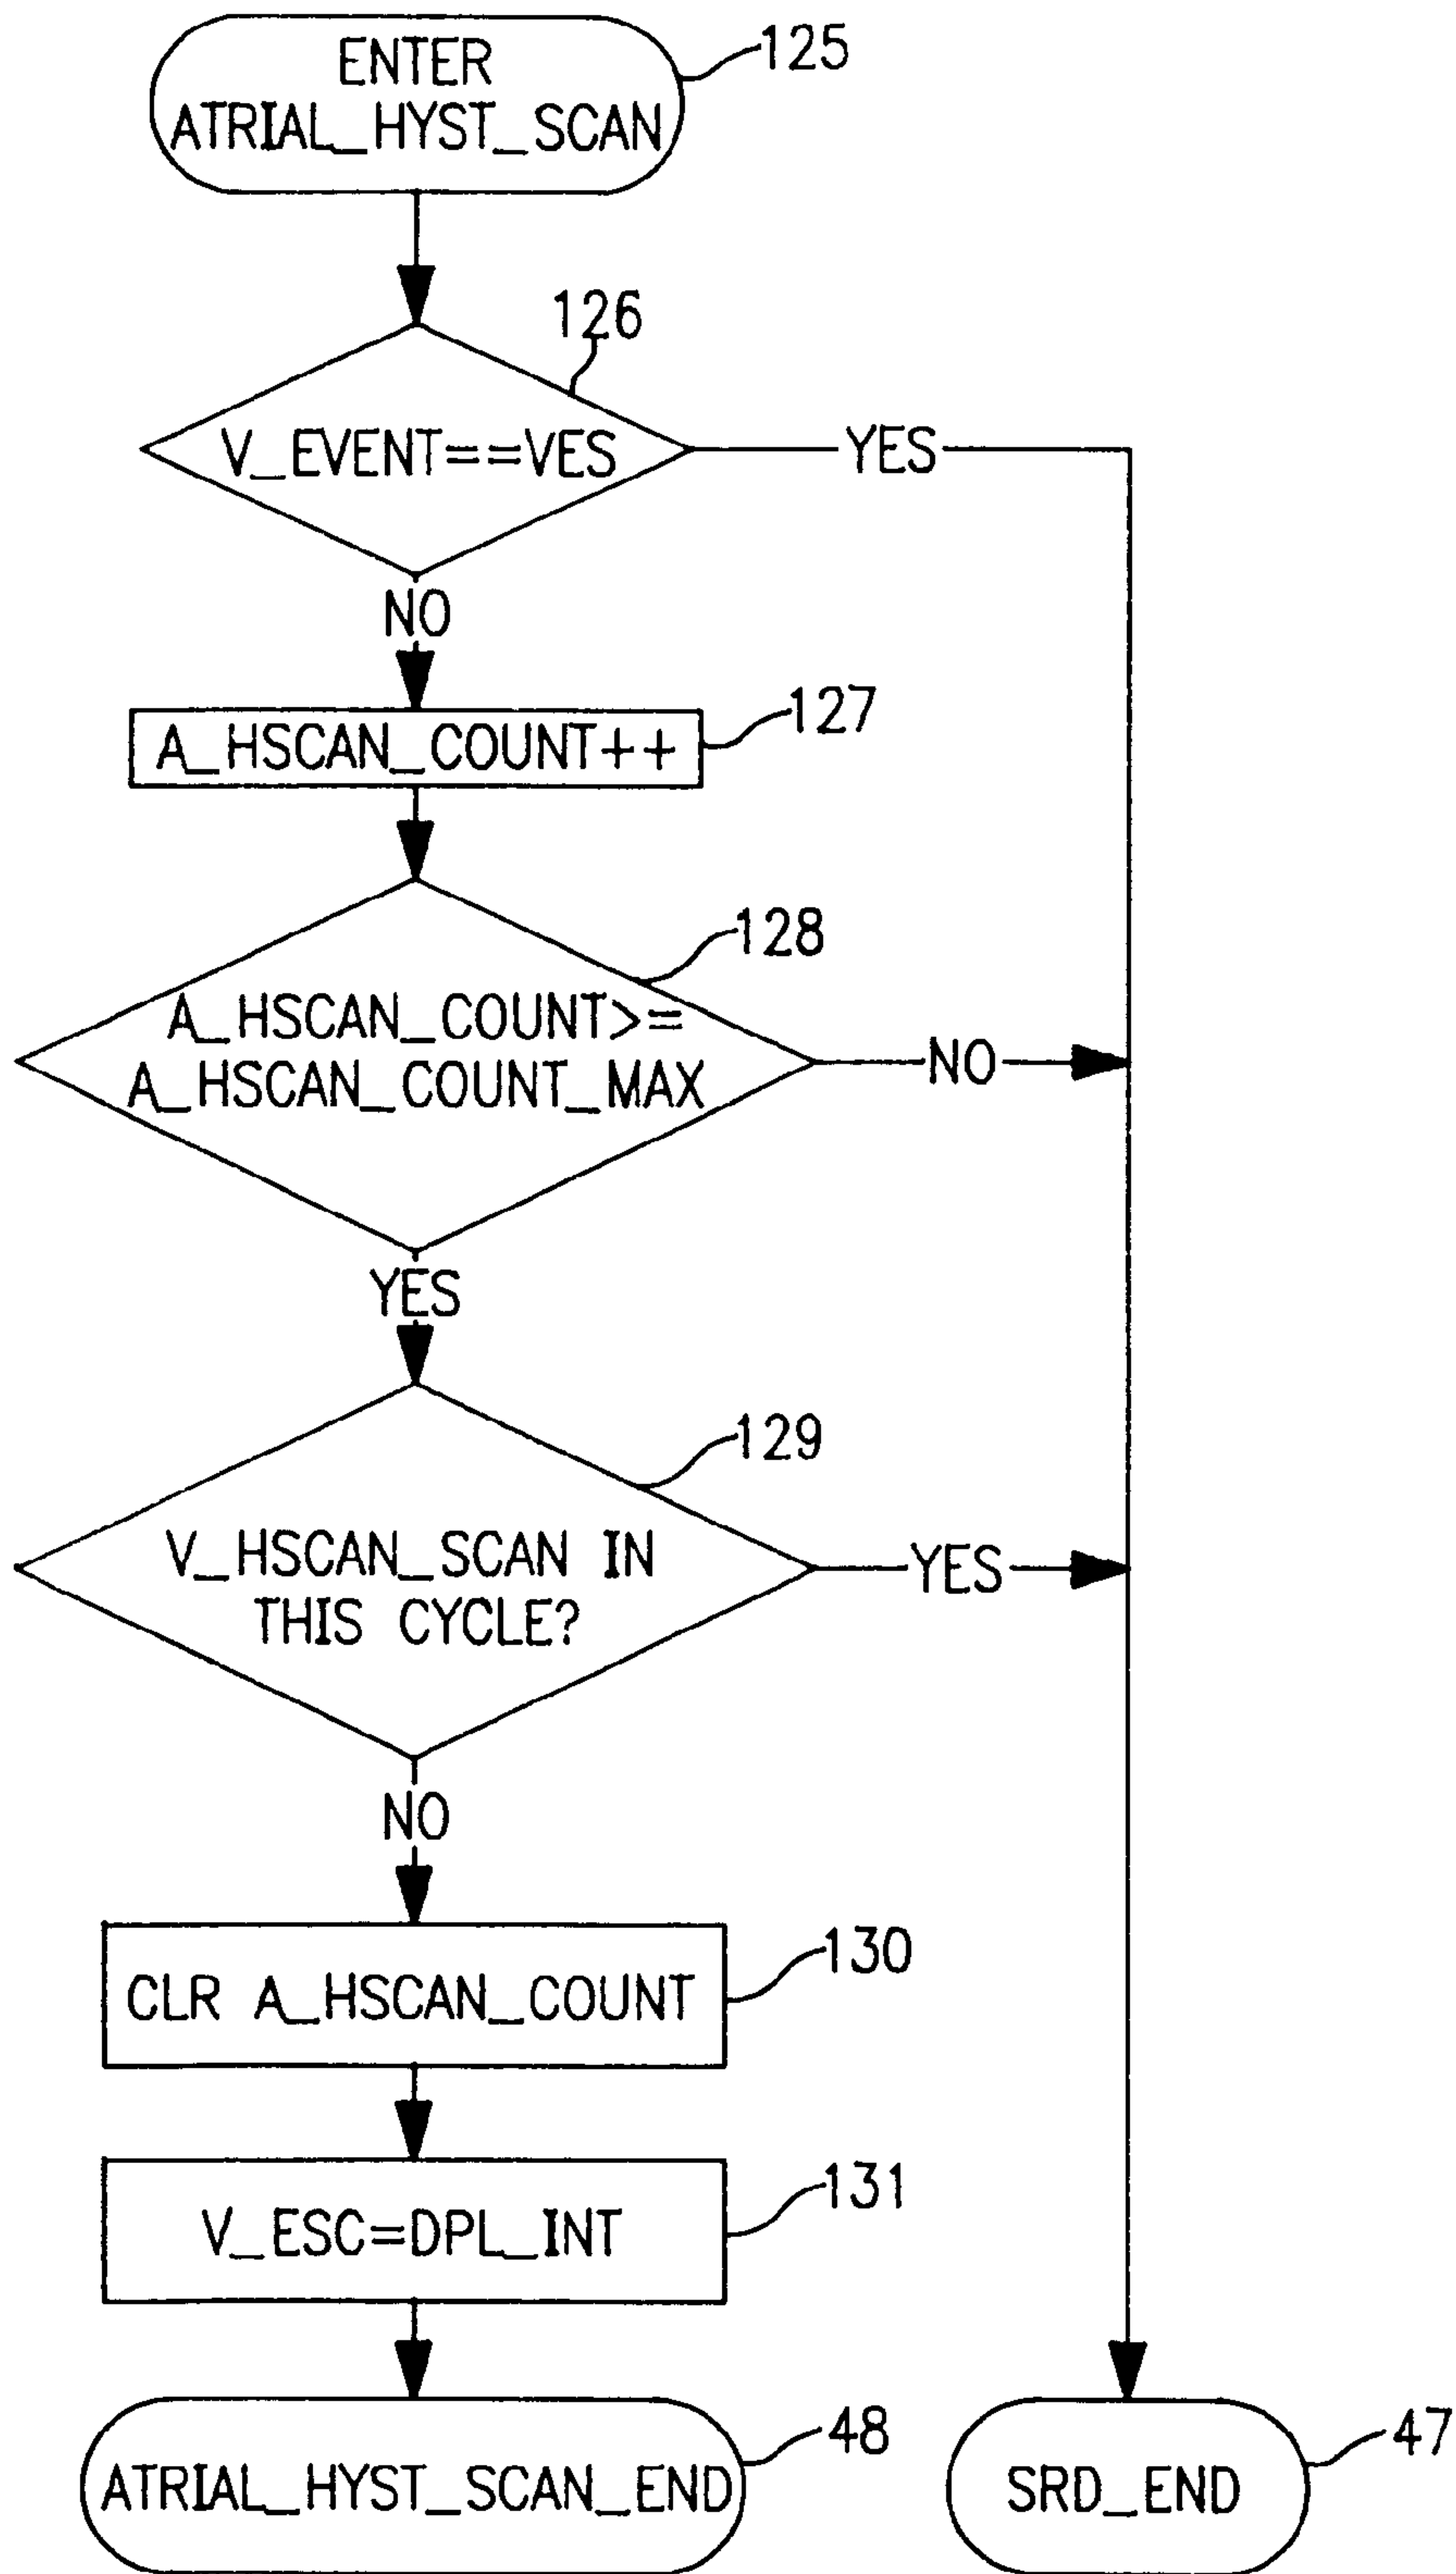 ENTER
ATRIAL_HYST_SCAN
125
126
V_EVENT==VES
YES
NO
A_HSCAN_COUNT++
127
128
A_HSCAN_COUNT>=
A_HSCAN_COUNT_MAX
NO
YES
129
V_HSCAN_SCAN IN
THIS CYCLE?
YES
NO
CLR A_HSCAN_COUNT
130
V_ESC=DPL_INT
131
ATRIAL_HYST_SCAN_END
48
SRD_END
47